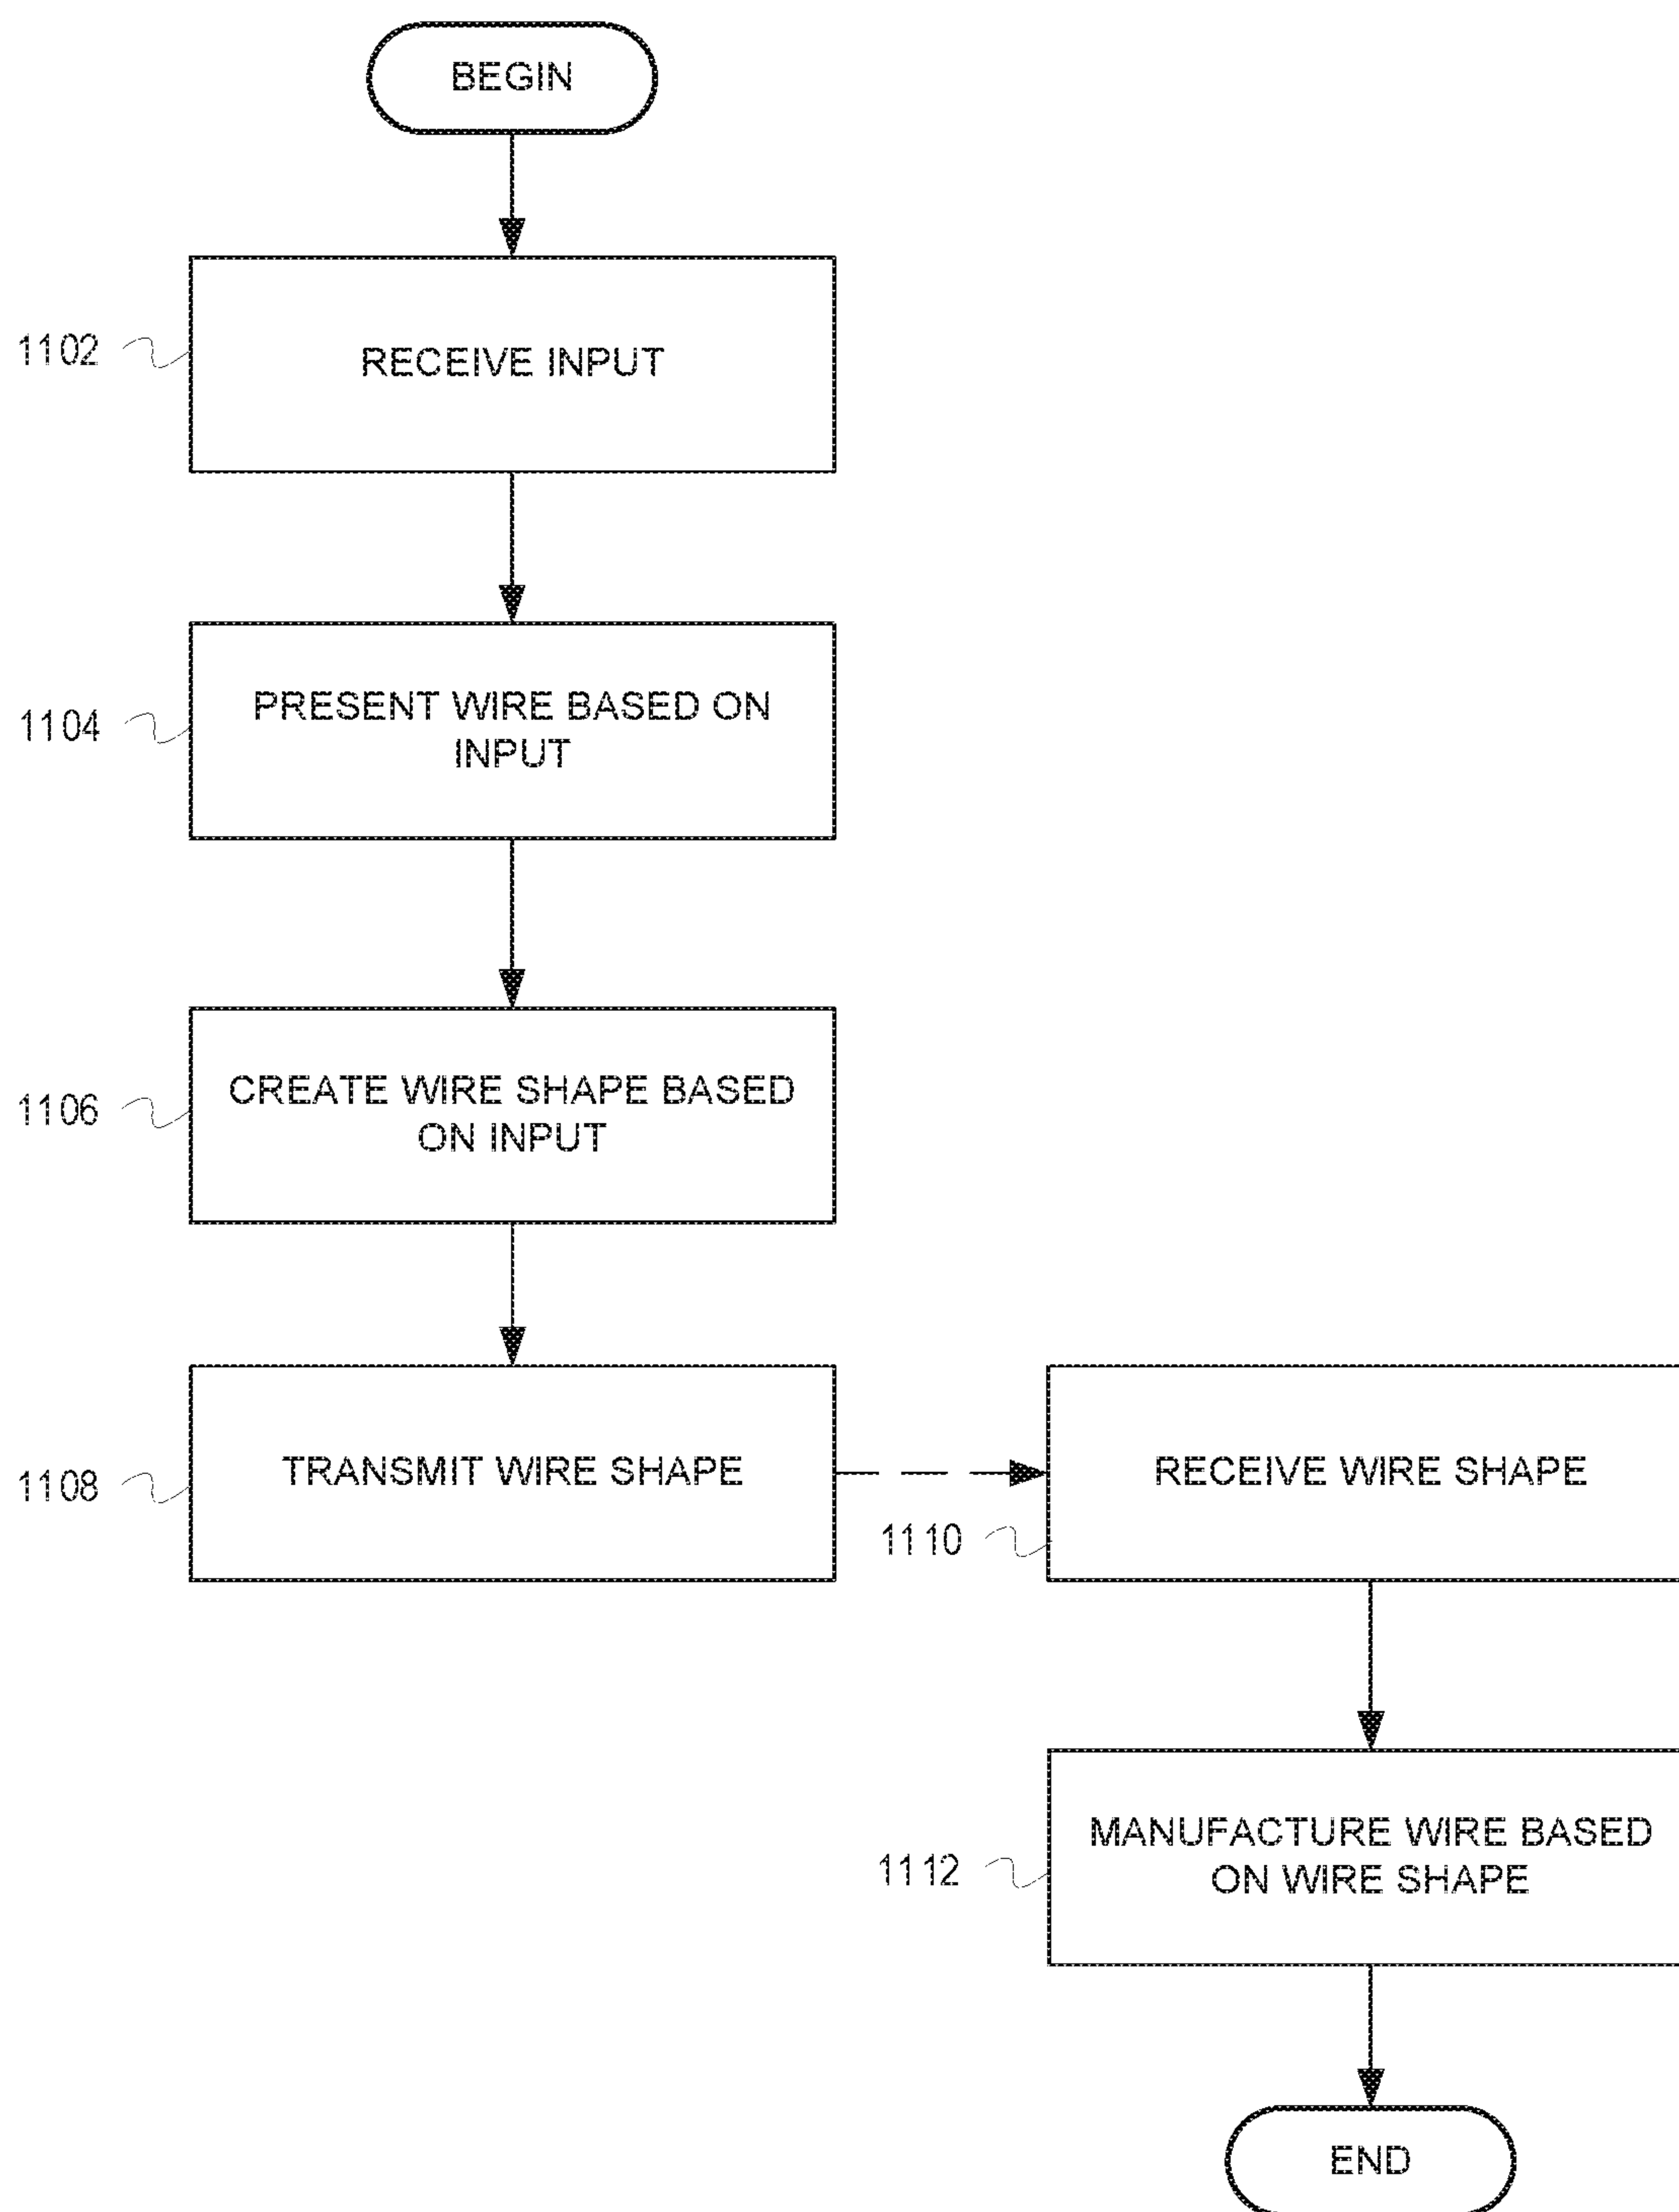 BEGIN
1102
RECEIVE INPUT
1104
PRESENT WIRE BASED ON
INPUT
1106
CREATE WIRE SHAPE BASED
ON INPUT
1108
TRANSMIT WIRE SHAPE
1110
RECEIVE WIRE SHAPE
1112
MANUFACTURE WIRE BASED
ON WIRE SHAPE
END